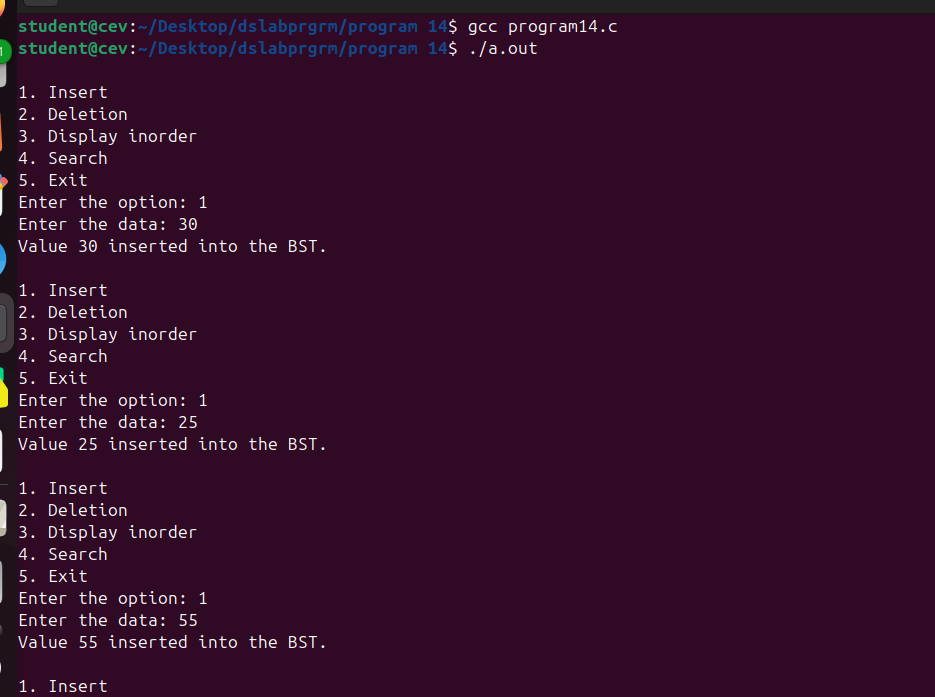 student@cev:~/Desktop/dslabprgrm/program 14$ gcc program14.c
student@cev:~/Desktop/dslabprgrm/program 14$ ./a.out
1. Insert
2. Deletion
3. Display inorder
4. Search
5. Exit
Enter the option: 1
Enter the data: 30
Value 30 inserted into the BST.
1. Insert
2. Deletion
3. Display inorder
4. Search
5. Exit
Enter the option: 1
Enter the data: 25
Value 25 inserted into the BST.
1. Insert
2. Deletion
3. Display inorder
4. Search
5. Exit
Enter the option: 1
Enter the data: 55
Value 55 inserted into the BST.
1. Insert